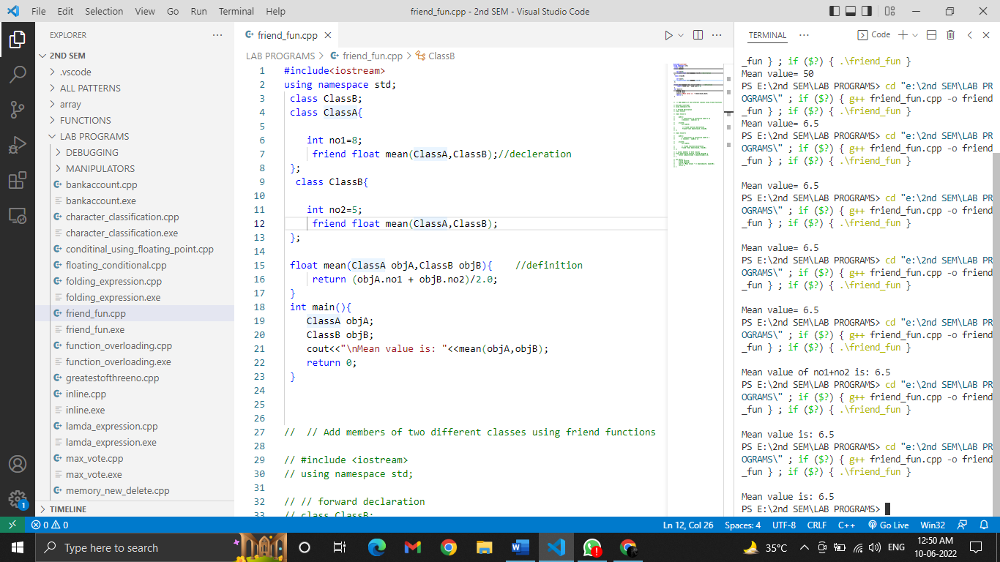 File Edit Selection View Go Run Terminal Help
friend_fun.cpp - 2nd SEM - Visual Studio Code
EXPLORER
2ND SEM
.vscode
ALL PATTERNS
array
FUNCTIONS
LAB PROGRAMS
DEBUGGING
MANIPULATORS
bankaccount.cpp
bankaccount.exe
character_classification.cpp
character_classification.exe
conditinal_using_floating_point.cpp
floating_conditional.cpp
folding_expression.cpp
folding_expression.exe
friend_fun.cpp
friend_fun.exe
function_overloading.cpp
function_overloading.exe
greatestofthreeno.cpp
inline.cpp
inline.exe
lamda_expression.cpp
lamda_expression.exe
max_vote.cpp
max_vote.exe
memory_new_delete.cpp
TIMELINE
friend_fun.cpp
LAB PROGRAMS > friend_fun.cpp > ClassB
1 #include<iostream>
2 using namespace std;
3 class ClassB;
4 class ClassA{
5
6 int no1=8;
7 friend float mean(ClassA,ClassB);//decleration
8 };
9 class ClassB{
10
11 int no2=5;
12 friend float mean(ClassA,ClassB);
13 };
14
15 float mean(ClassA objA,ClassB objB){ //definition
16 return (objA.no1 + objB.no2)/2.0;
17 }
18 int main(){
19 ClassA objA;
20 ClassB objB;
21 cout<<"\nMean value is: "<<mean(objA,objB);
22 return 0;
23 }
24
25
26
27 // // Add members of two different classes using friend functions
28
29 // #include <iostream>
30 // using namespace std;
31
32 // // forward declaration
33 // class ClassB;
TERMINAL
Code
_fun } ; if ($?) { .\friend_fun }
Mean value= 50
PS E:\2nd SEM\LAB PROGRAMS> cd "e:\2nd SEM\LAB PR
OGRAMS\" ; if ($?) { g++ friend_fun.cpp -o friend
_fun } ; if ($?) { .\friend_fun }
Mean value= 6.5
PS E:\2nd SEM\LAB PROGRAMS> cd "e:\2nd SEM\LAB PR
OGRAMS\" ; if ($?) { g++ friend_fun.cpp -o friend
_fun } ; if ($?) { .\friend_fun }
Mean value= 6.5
PS E:\2nd SEM\LAB PROGRAMS> cd "e:\2nd SEM\LAB PR
OGRAMS\" ; if ($?) { g++ friend_fun.cpp -o friend
_fun } ; if ($?) { .\friend_fun }
Mean value= 6.5
PS E:\2nd SEM\LAB PROGRAMS> cd "e:\2nd SEM\LAB PR
OGRAMS\" ; if ($?) { g++ friend_fun.cpp -o friend
_fun } ; if ($?) { .\friend_fun }
Mean value= 6.5
PS E:\2nd SEM\LAB PROGRAMS> cd "e:\2nd SEM\LAB PR
OGRAMS\" ; if ($?) { g++ friend_fun.cpp -o friend
_fun } ; if ($?) { .\friend_fun }
Mean value of no1+no2 is: 6.5
PS E:\2nd SEM\LAB PROGRAMS> cd "e:\2nd SEM\LAB PR
OGRAMS\" ; if ($?) { g++ friend_fun.cpp -o friend
_fun } ; if ($?) { .\friend_fun }
Mean value is: 6.5
PS E:\2nd SEM\LAB PROGRAMS> cd "e:\2nd SEM\LAB PR
OGRAMS\" ; if ($?) { g++ friend_fun.cpp -o friend
_fun } ; if ($?) { .\friend_fun }
Mean value is: 6.5
PS E:\2nd SEM\LAB PROGRAMS>
1
0 0 Ln 12, Col 26 Spaces: 4 UTF-8 CRLF C++ Go Live Win32
Type here to search
35°C
ENG
12:50 AM
10-06-2022